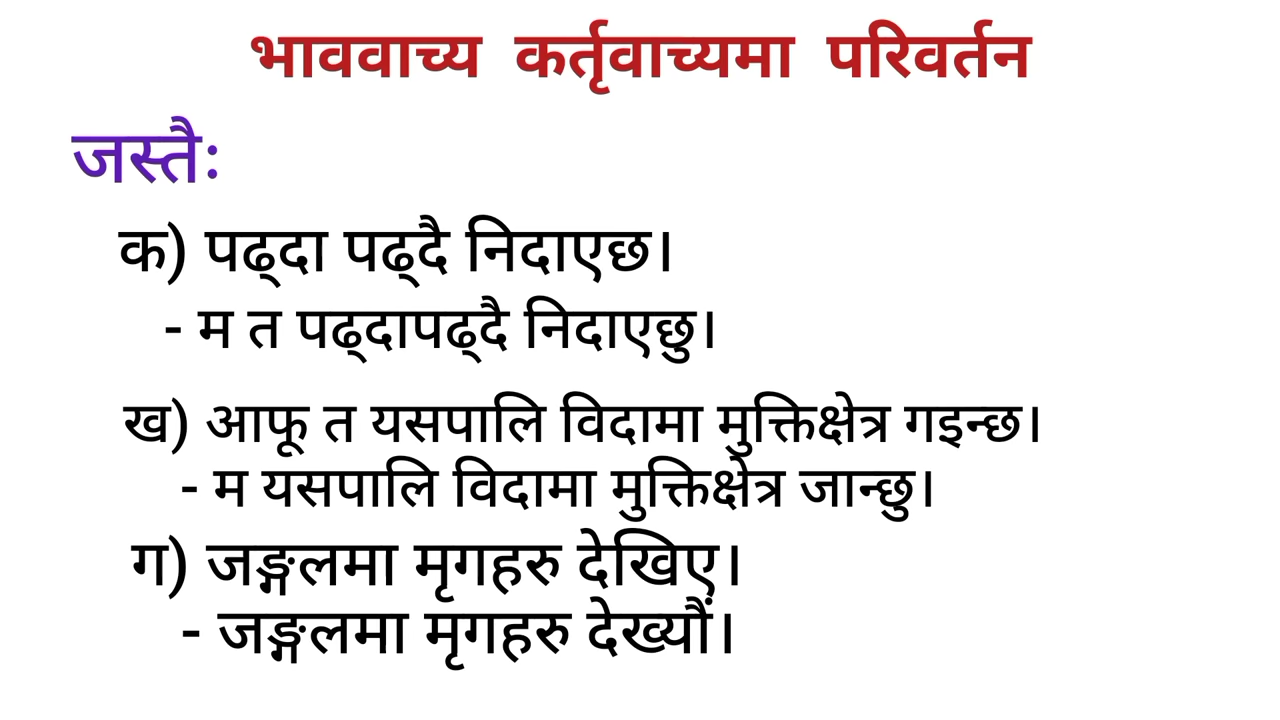 भाववाच्य कर्तृवाच्यमा परिवर्तन
जस्तैः
क) पढ्दा पढ्दै निदाएछ।
- म त पढ्दापढ्दै निदाएछु।
ख) आफू त यसपालि विदामा मुक्तिक्षेत्र गइन्छ।
- म यसपालि विदामा मुक्तिक्षेत्र जान्छु।
ग) जङ्गलमा मृगहरु देखिए।
- जङ्गलमा मृगहरु देख्यौं।